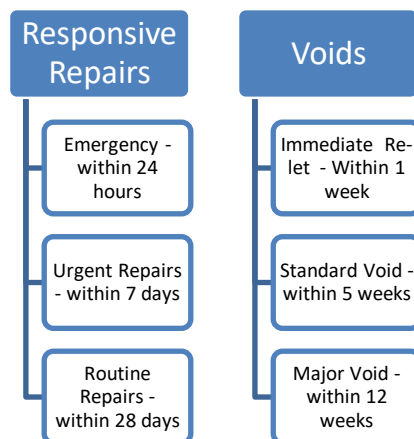 Responsive
Repairs
Emergency -
within 24
hours
Urgent Repairs
- within 7 days
Routine
Repairs -
within 28 days
Voids
Immediate Re-
let - Within 1
week
Standard Void -
within 5 weeks
Major Void -
within 12
weeks